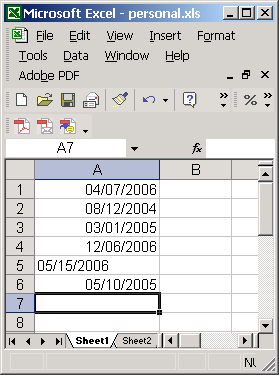 Microsoft Excel - personal.xls
File Edit View Insert Format
Tools Data Window Help
Adobe PDF
A7 fx
A B
1 04/07/2006
2 08/12/2004
3 03/01/2005
4 12/06/2006
5 05/15/2006
6 05/10/2005
7
8
Sheet1 Sheet2